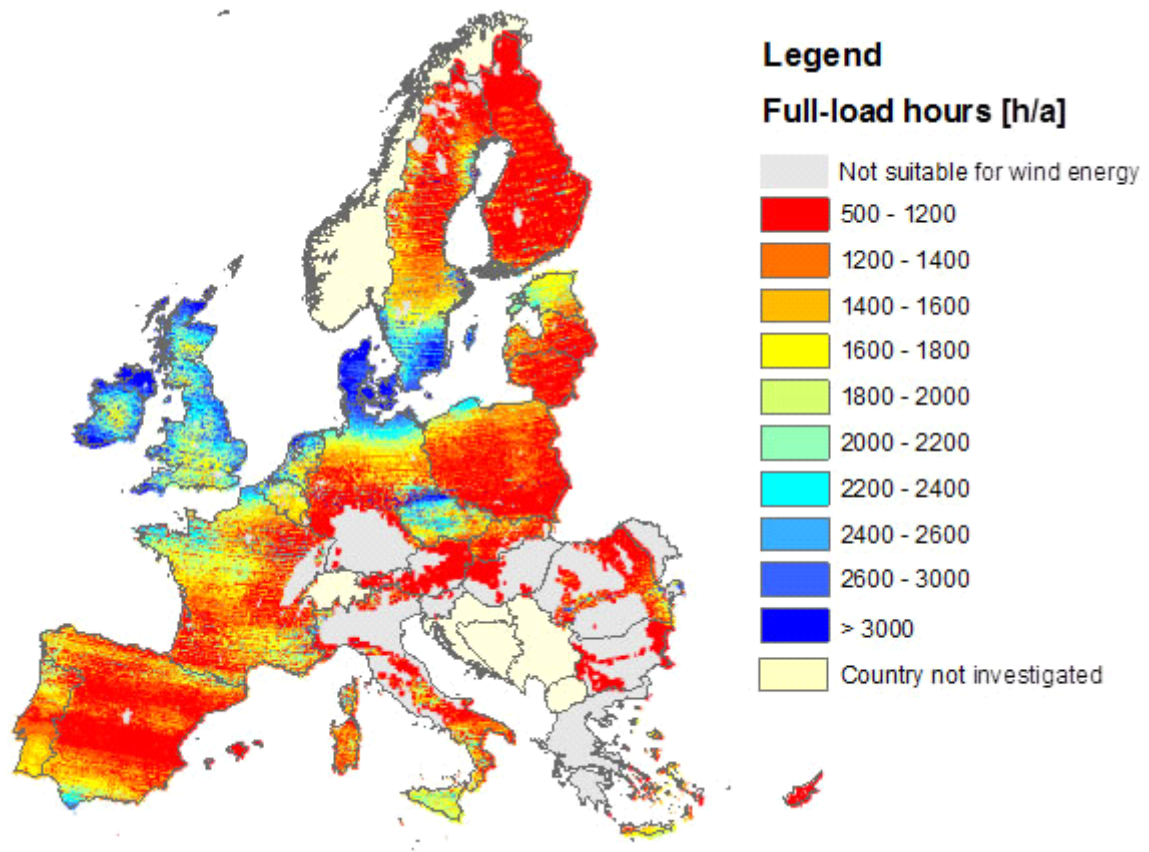 Legend
Full-load hours [h/a]
Not suitable for wind energy
500 - 1200
1200 - 1400
1400 - 1600
1600 - 1800
1800 - 2000
2000 - 2200
2200 - 2400
2400 - 2600
2600 - 3000
> 3000
Country not investigated